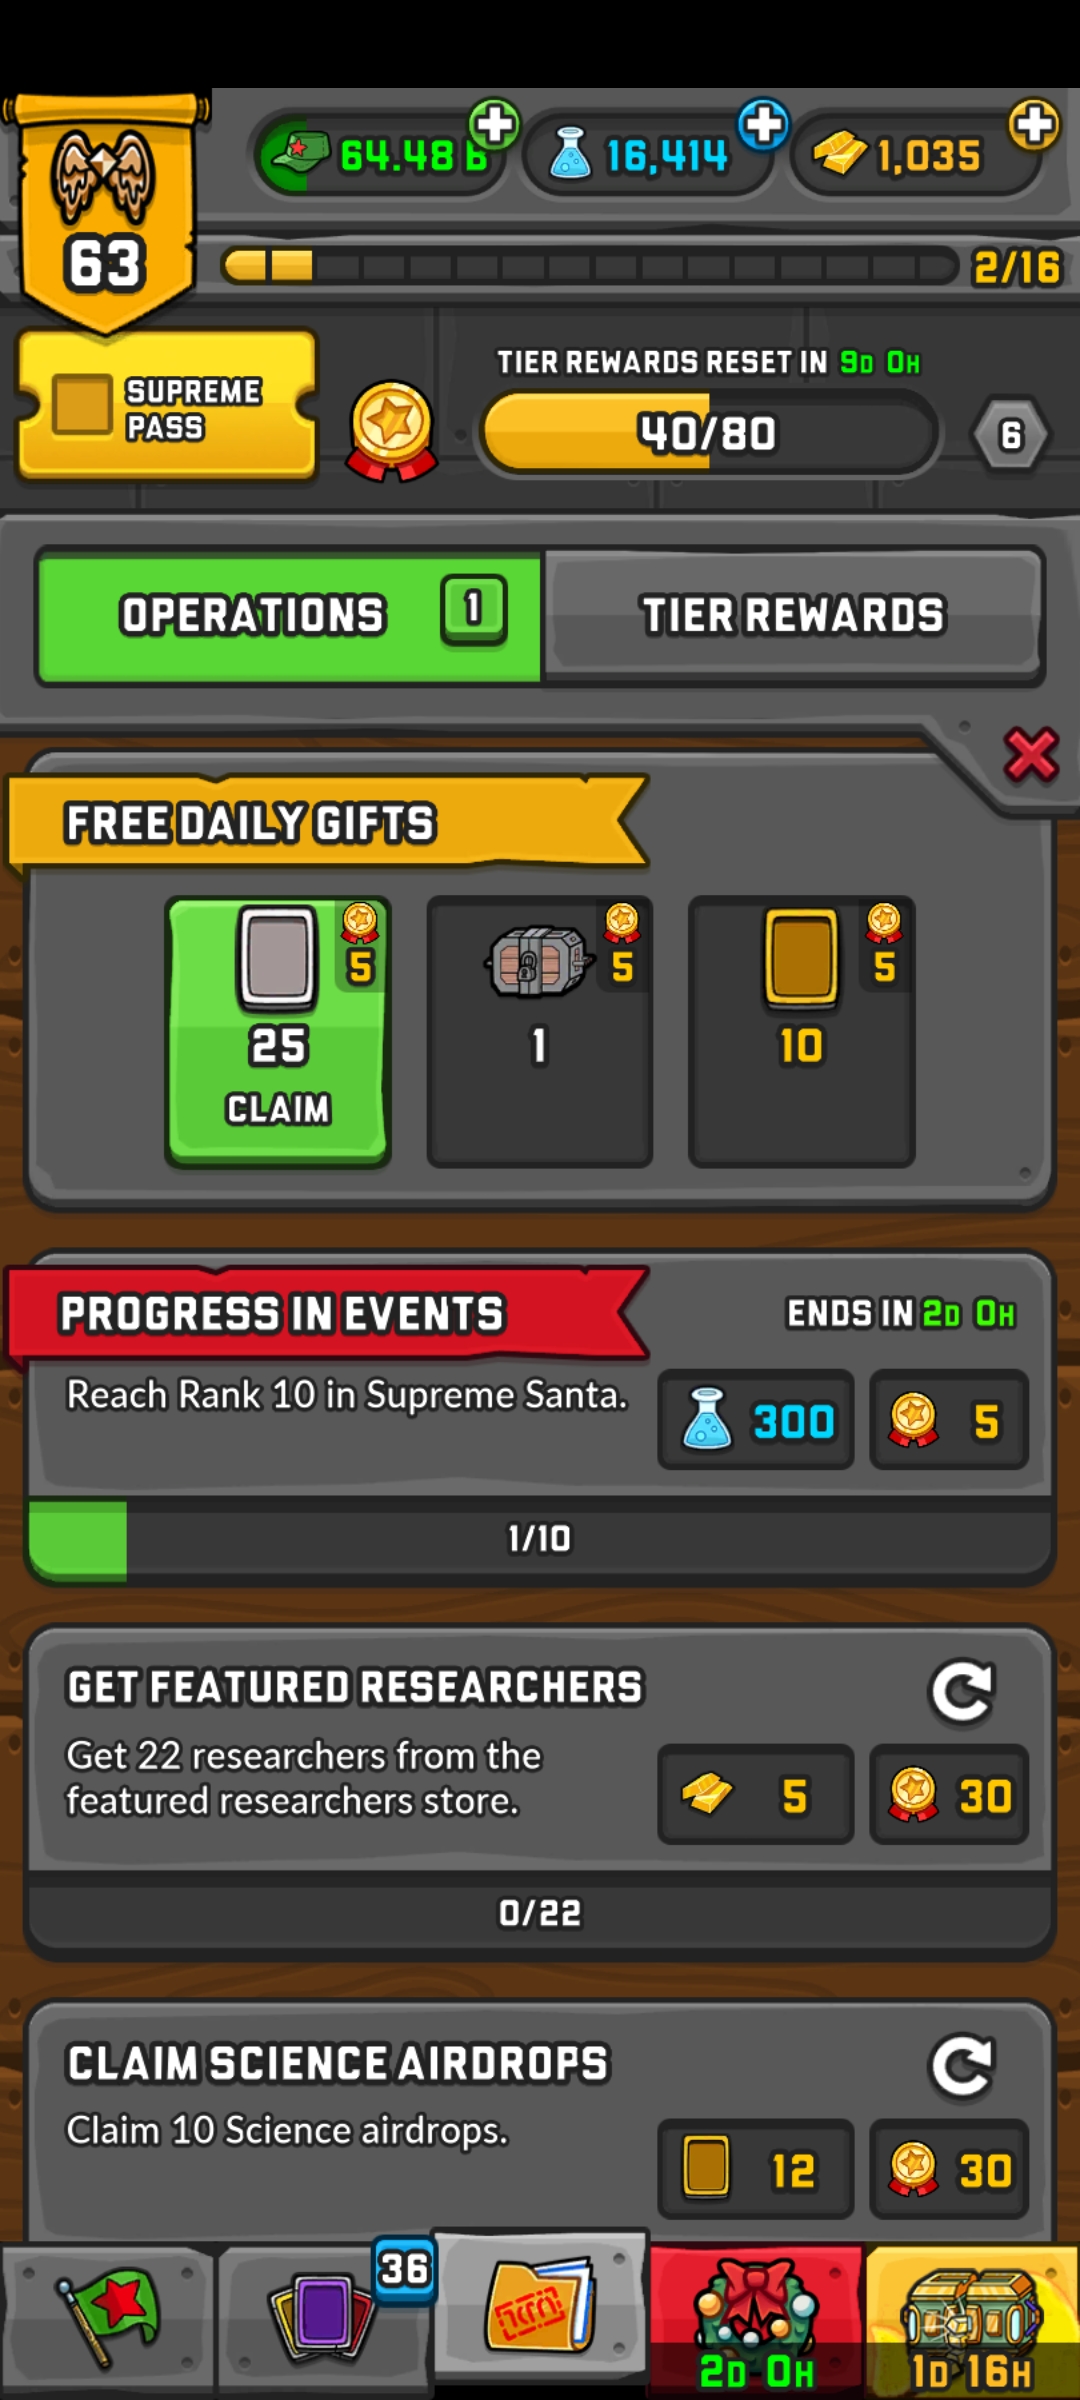 64.48 B
16,414
1,035
63
2/16
SUPREME
PASS
TIER REWARDS RESET IN 9D 0H
40/80
6
OPERATIONS 1
TIER REWARDS
FREE DAILY GIFTS
5
5
5
25
1
10
CLAIM
PROGRESS IN EVENTS
ENDS IN 2D 0H
Reach Rank 10 in Supreme Santa.
300
5
1/10
GET FEATURED RESEARCHERS
Get 22 researchers from the
featured researchers store.
5
30
0/22
CLAIM SCIENCE AIRDROPS
Claim 10 Science airdrops.
12
30
36
2D 0H
1D 16H